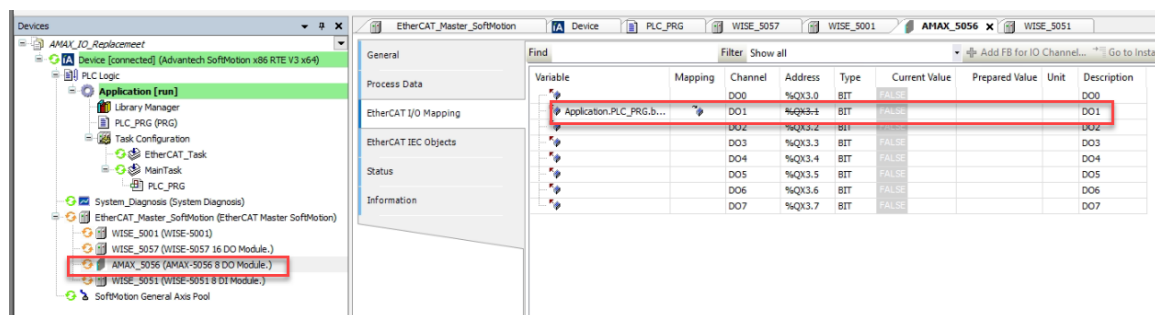 Devices
AMAX_IO_Replacemeet
Device [connected] (Advantech SoftMotion x86 RTE V3 x64)
PLC Logic
Application [run]
Library Manager
PLC_PRG (PRG)
Task Configuration
EtherCAT_Task
MainTask
PLC_PRG
System_Diagnosis (System Diagnosis)
EtherCAT_Master_SoftMotion (EtherCAT Master SoftMotion)
WISE_5001 (WISE-5001)
WISE_5057 (WISE-5057 16 DO Module.)
AMAX_5056 (AMAX-5056 8 DO Module.)
WISE_5051 (WISE-5051 8 DI Module.)
SoftMotion General Axis Pool
EtherCAT_Master_SoftMotion Device PLC_PRG WISE_5057 WISE_5001 AMAX_5056 WISE_5051
General
Process Data
EtherCAT I/O Mapping
EtherCAT IEC Objects
Status
Information
Find Filter Show all Add FB for IO Channel... Go to Insta
Variable Mapping Channel Address Type Current Value Prepared Value Unit Description
DO0 %QX3.0 BIT FALSE DO0
Application.PLC_PRG.b... DO1 %QX3.1 BIT DO1
DO2 %QX3.2 BIT DO2
DO3 %QX3.3 BIT FALSE DO3
DO4 %QX3.4 BIT FALSE DO4
DO5 %QX3.5 BIT FALSE DO5
DO6 %QX3.6 BIT FALSE DO6
DO7 %QX3.7 BIT FALSE DO7